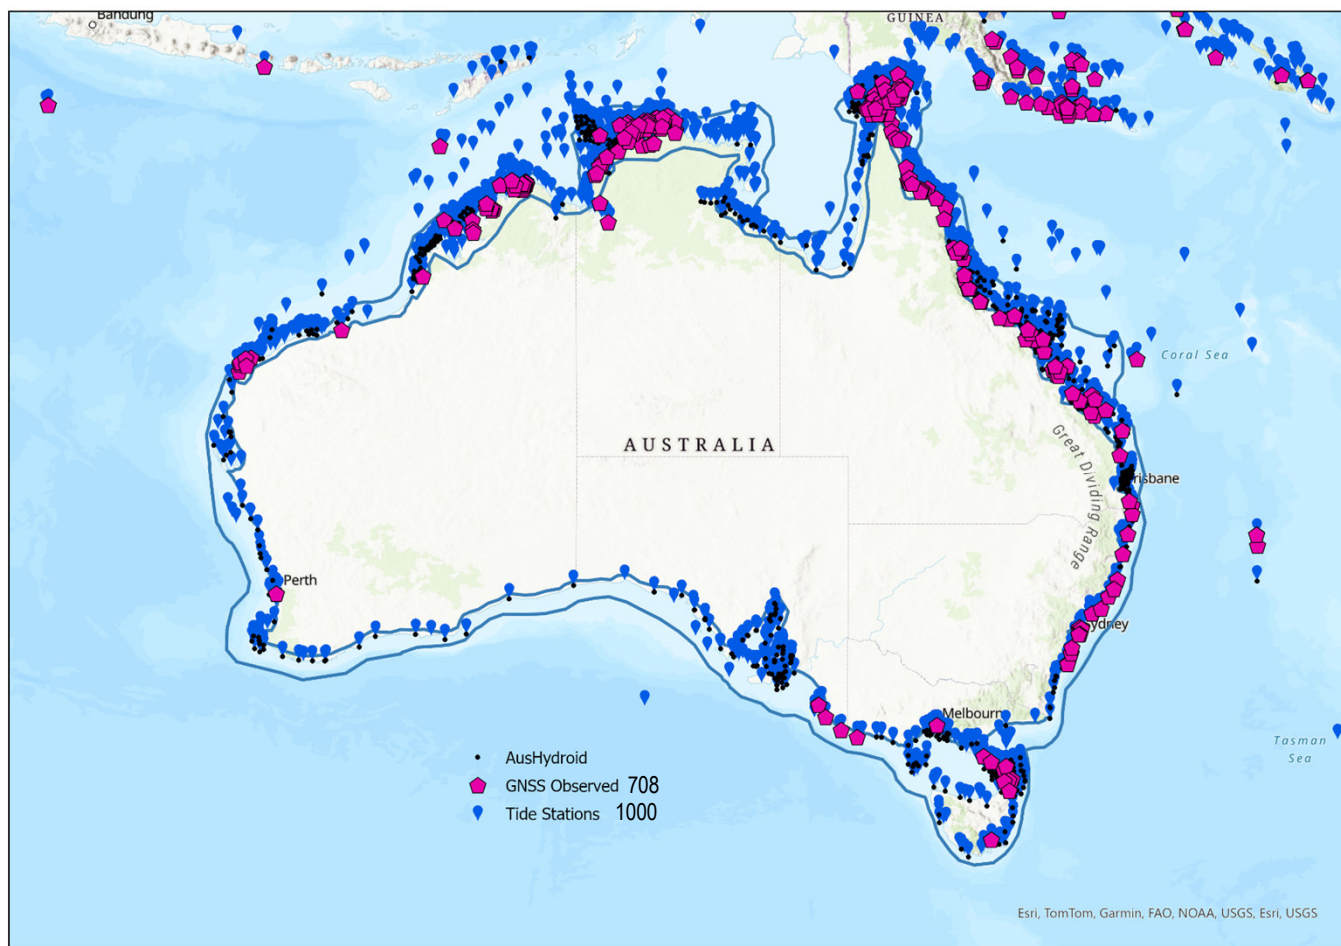 Bandung
GUINEA
Coral Sea
AUSTRALIA
Great Dividing Range
risbane
Perth
ydney
Melbourn
Tasman
Sea
AusHydroid
GNSS Observed 708
Tide Stations 1000
Esri, TomTom, Garmin, FAO, NOAA, USGS, Esri, USGS